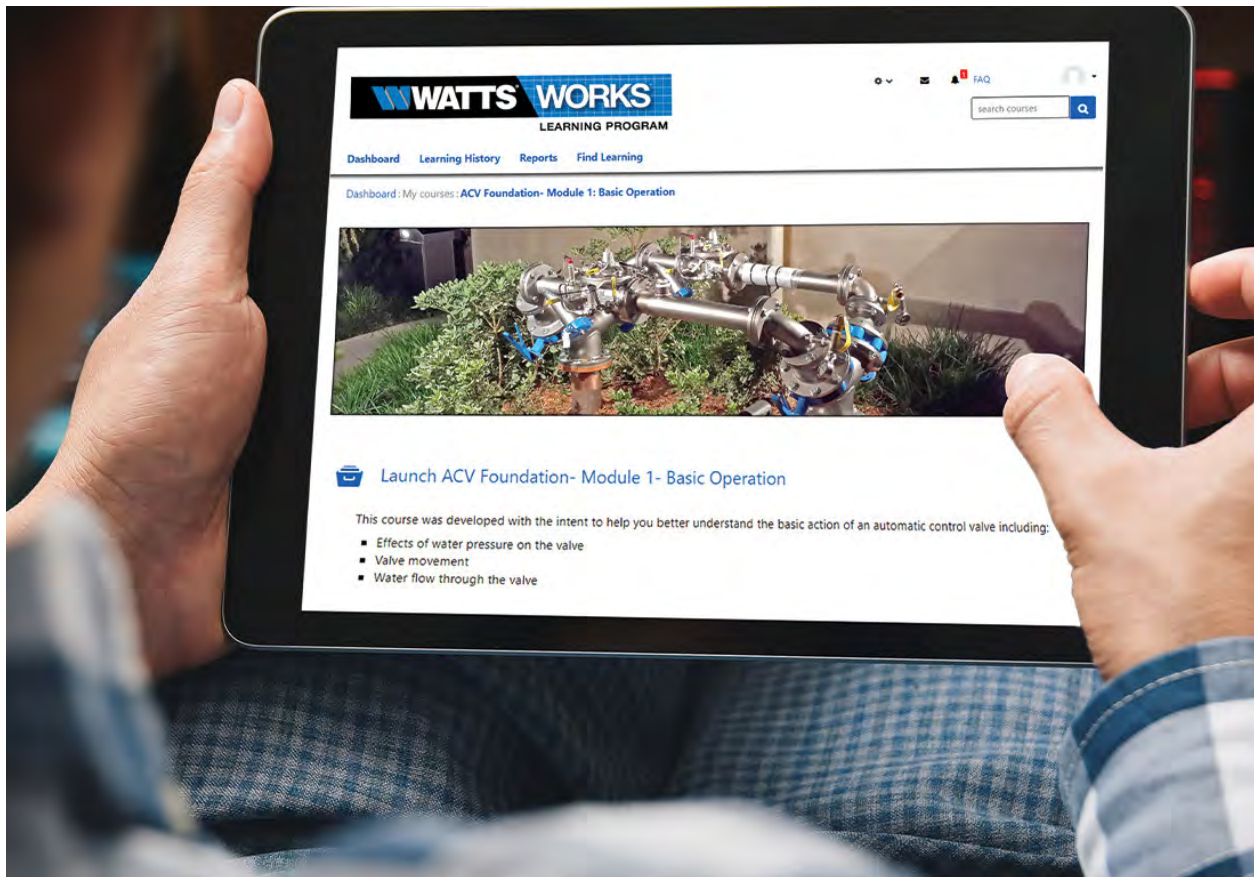 WATTS WORKS
LEARNING PROGRAM
1 FAQ
search courses
Dashboard Learning History Reports Find Learning
Dashboard : My courses : ACV Foundation- Module 1: Basic Operation
Launch ACV Foundation- Module 1- Basic Operation
This course was developed with the intent to help you better understand the basic action of an automatic control valve including:
Effects of water pressure on the valve
Valve movement
Water flow through the valve